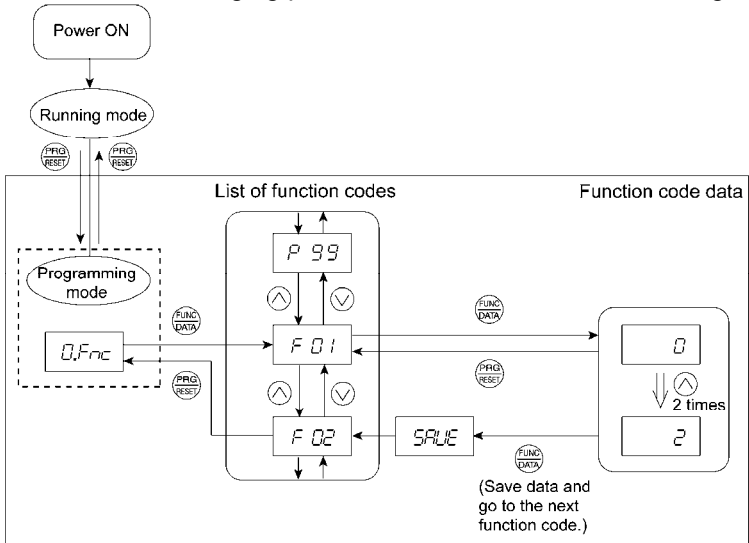 Power ON
Running mode
PRG
RESET
PRG
RESET
List of function codes
Function code data
P 99
Programming
mode
FUNC
DATA
FUNC
DATA
0.Fnc
F 01
0
PRG
RESET
PRG
RESET
2 times
F 02
SAVE
2
FUNC
DATA
(Save data and
go to the next
function code.)